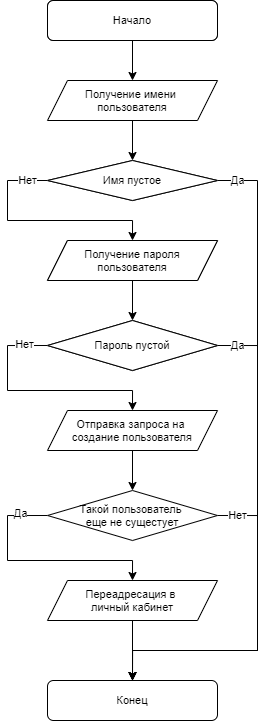 Начало
Получение имени
пользователя
Нет
Имя пустое
Да
Получение пароля
пользователя
Нет
Пароль пустой
Да
Отправка запроса на
создание пользователя
Да
Такой пользователь
еще не сущестует
Нет
Переадресация в
личный кабинет
Конец